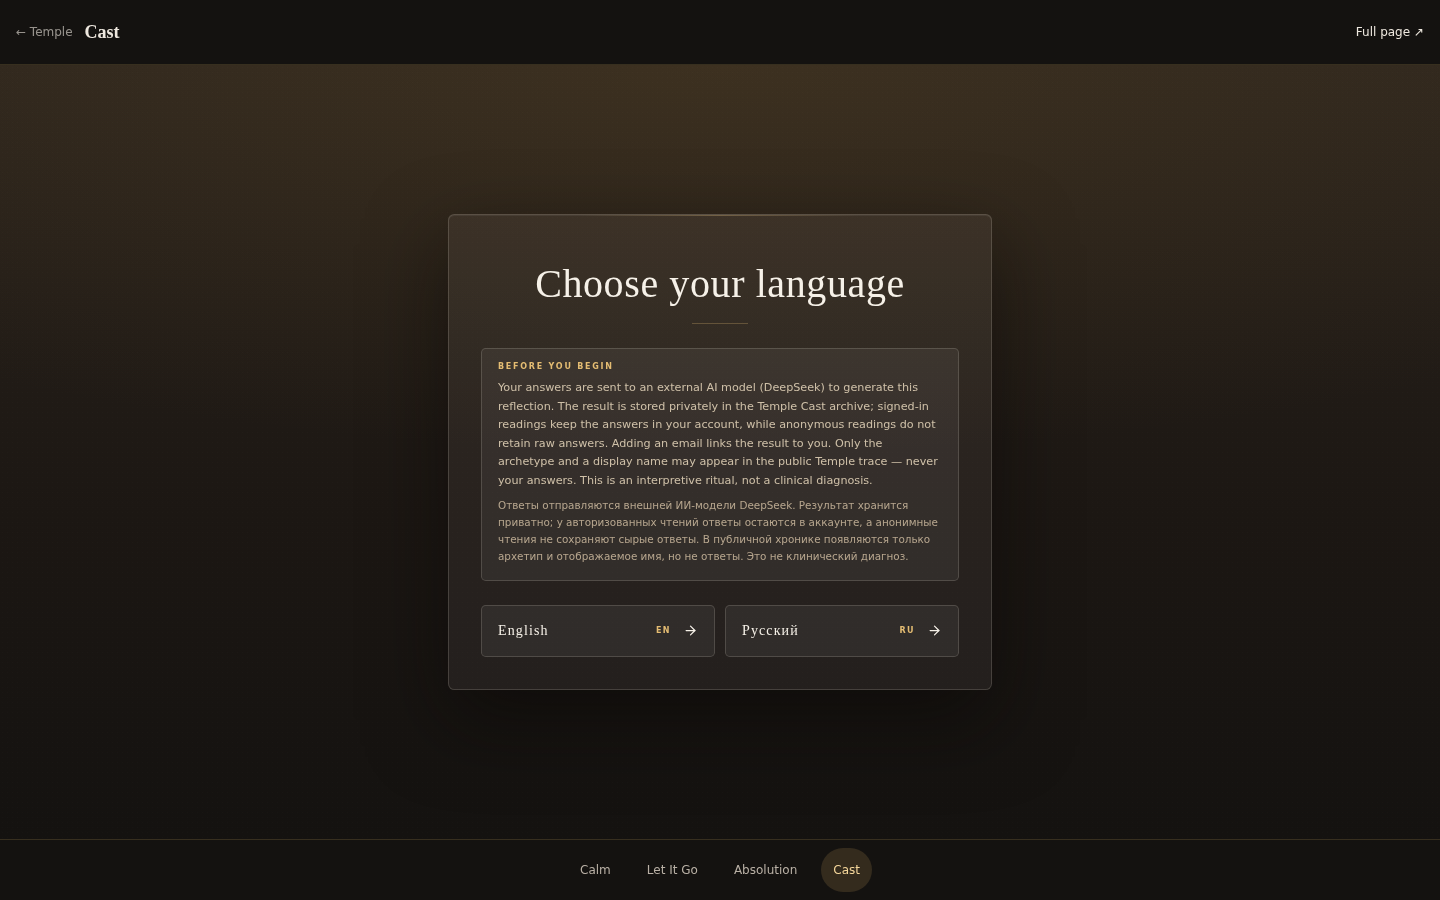 ← Temple Cast Full page ↗
Choose your language
BEFORE YOU BEGIN
Your answers are sent to an external AI model (DeepSeek) to generate this
reflection. The result is stored privately in the Temple Cast archive; signed-in
readings keep the answers in your account, while anonymous readings do not
retain raw answers. Adding an email links the result to you. Only the
archetype and a display name may appear in the public Temple trace — never
your answers. This is an interpretive ritual, not a clinical diagnosis.
Ответы отправляются внешней ИИ-модели DeepSeek. Результат хранится
приватно; у авторизованных чтений ответы остаются в аккаунте, а анонимные
чтения не сохраняют сырые ответы. В публичной хронике появляются только
архетип и отображаемое имя, но не ответы. Это не клинический диагноз.
English EN → Русский RU →
Calm Let It Go Absolution Cast